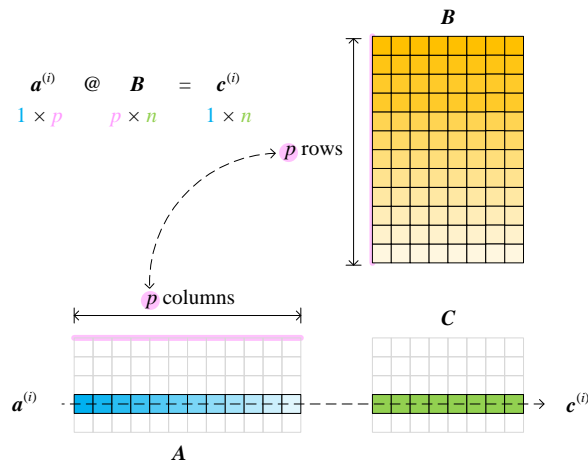 B
a⁽ⁱ⁾ @ B = c⁽ⁱ⁾
1 × p p × n 1 × n
p rows
p columns
C
a⁽ⁱ⁾
c⁽ⁱ⁾
A